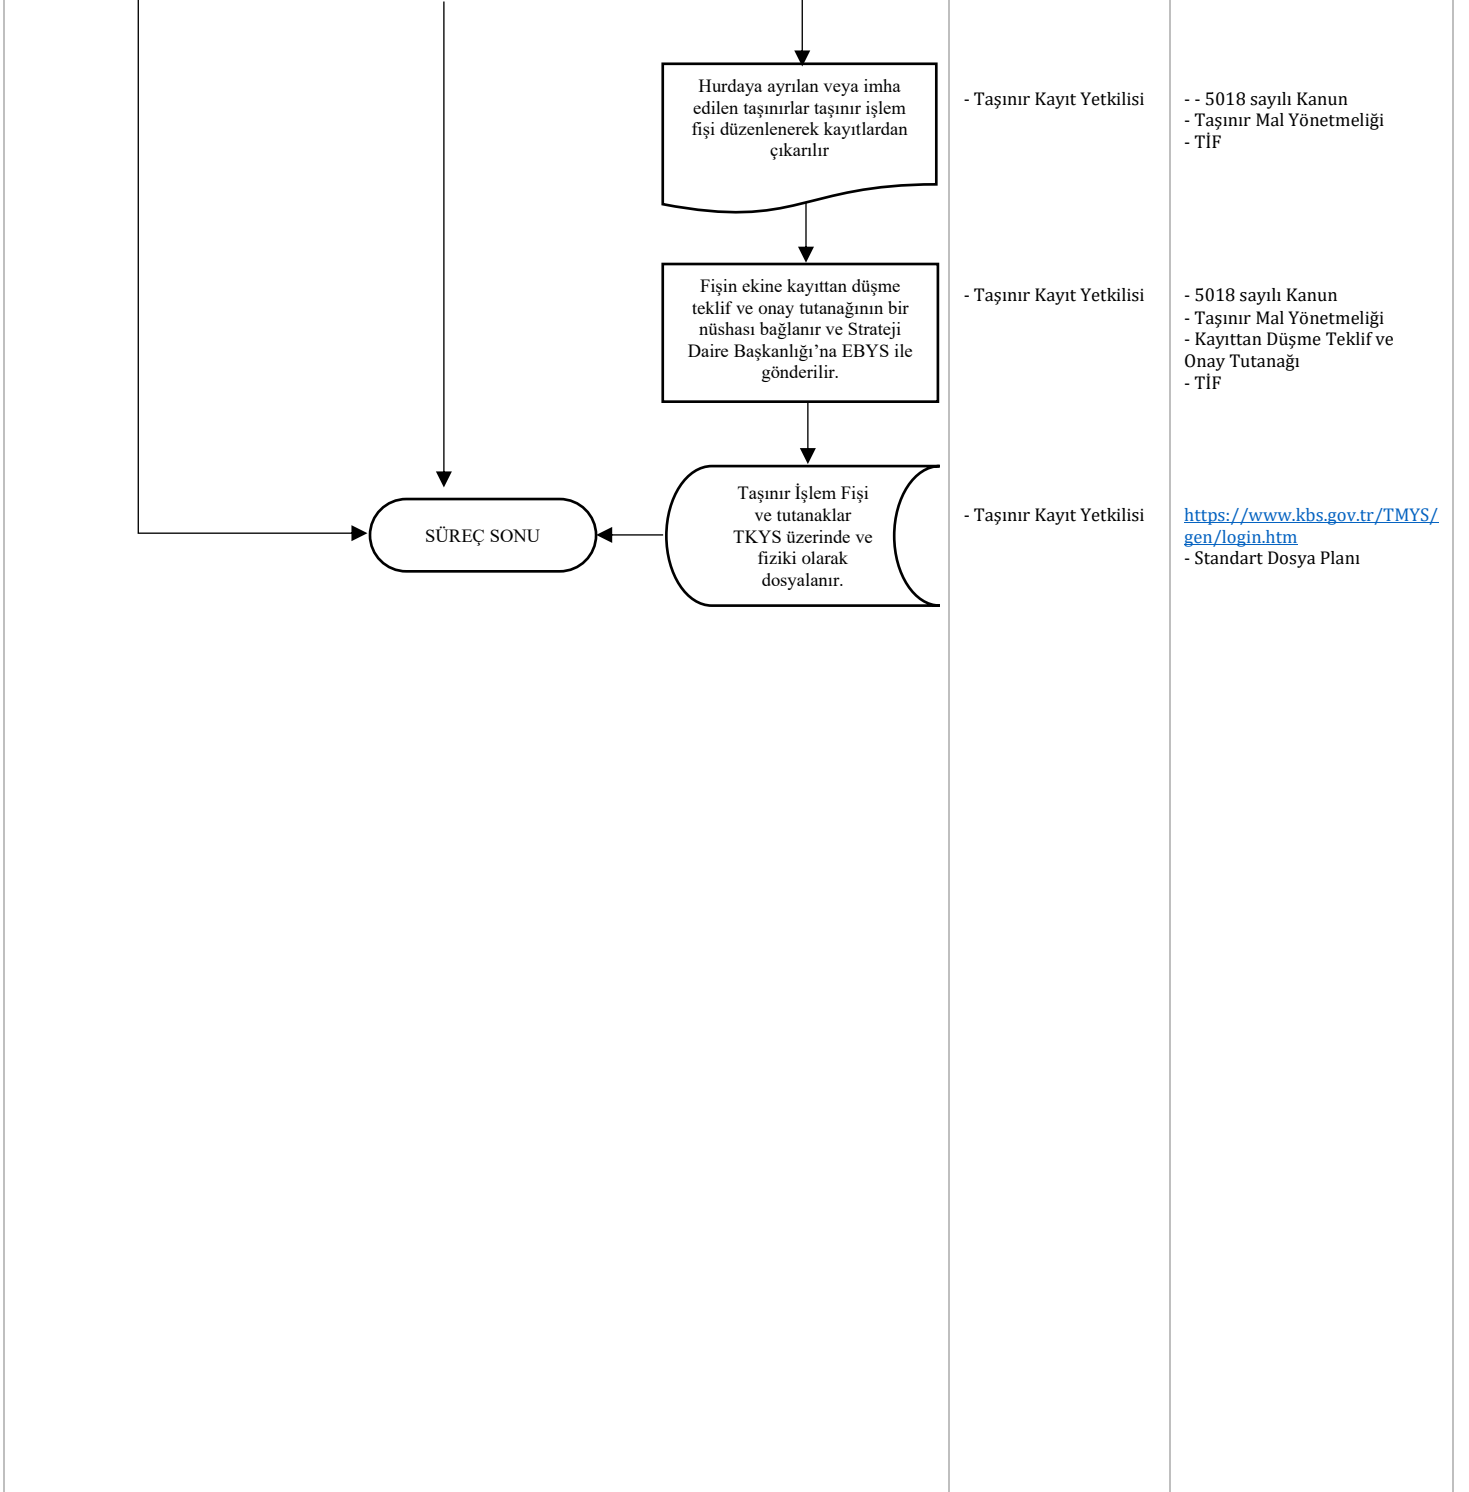 Hurdaya ayrılan veya imha
edilen taşınırlar taşınır işlem
fişi düzenlenerek kayıtlardan
çıkarılır
- Taşınır Kayıt Yetkilisi
- - 5018 sayılı Kanun
- Taşınır Mal Yönetmeliği
- TİF
Fişin ekine kayıttan düşme
teklif ve onay tutanağının bir
nüshası bağlanır ve Strateji
Daire Başkanlığı’na EBYS ile
gönderilir.
- Taşınır Kayıt Yetkilisi
- 5018 sayılı Kanun
- Taşınır Mal Yönetmeliği
- Kayıttan Düşme Teklif ve
Onay Tutanağı
- TİF
SÜREÇ SONU
Taşınır İşlem Fişi
ve tutanaklar
TKYS üzerinde ve
fiziki olarak
dosyalanır.
- Taşınır Kayıt Yetkilisi
https://www.kbs.gov.tr/TMYS/
gen/login.htm
- Standart Dosya Planı